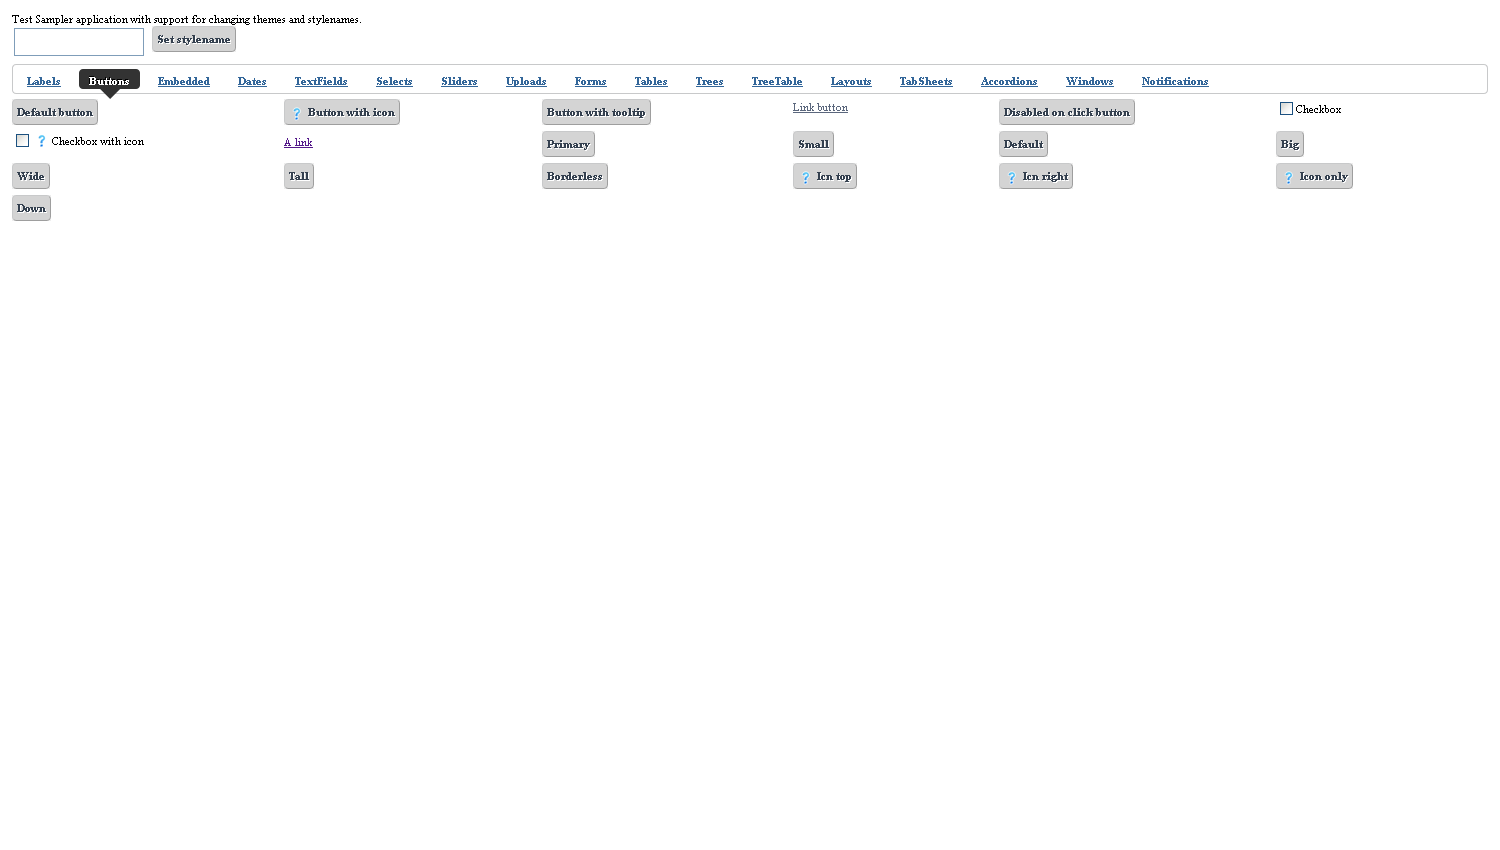 Test Sampler application with support for changing themes and stylenames.
Set stylename
Labels Buttons Embedded Dates TextFields Selects Sliders Uploads Forms Tables Trees TreeTable Layouts TabSheets Accordions Windows Notifications
Default button ? Button with icon Button with tooltip Link button Disabled on click button Checkbox
? Checkbox with icon A link Primary Small Default Big
Wide Tall Borderless ? Icn top ? Icn right ? Icon only
Down